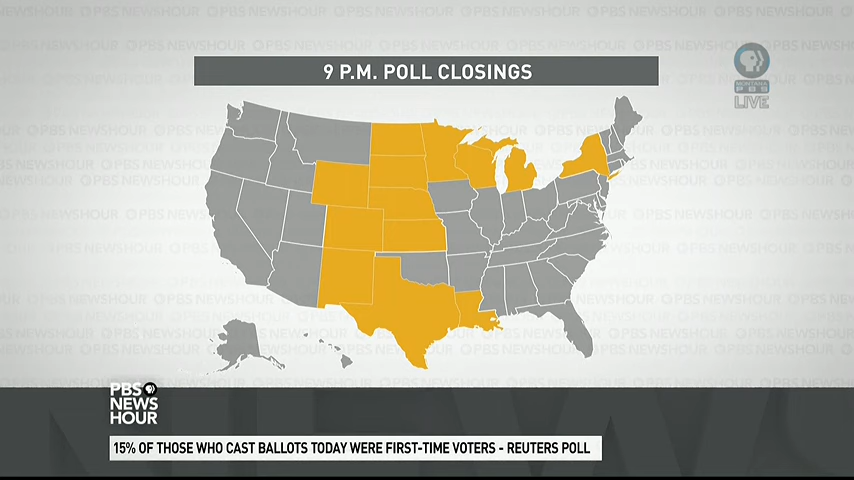 9 P.M. POLL CLOSINGS
MONTANA
PBS
LIVE
PBS
NEWS
HOUR
15% OF THOSE WHO CAST BALLOTS TODAY WERE FIRST-TIME VOTERS - REUTERS POLL